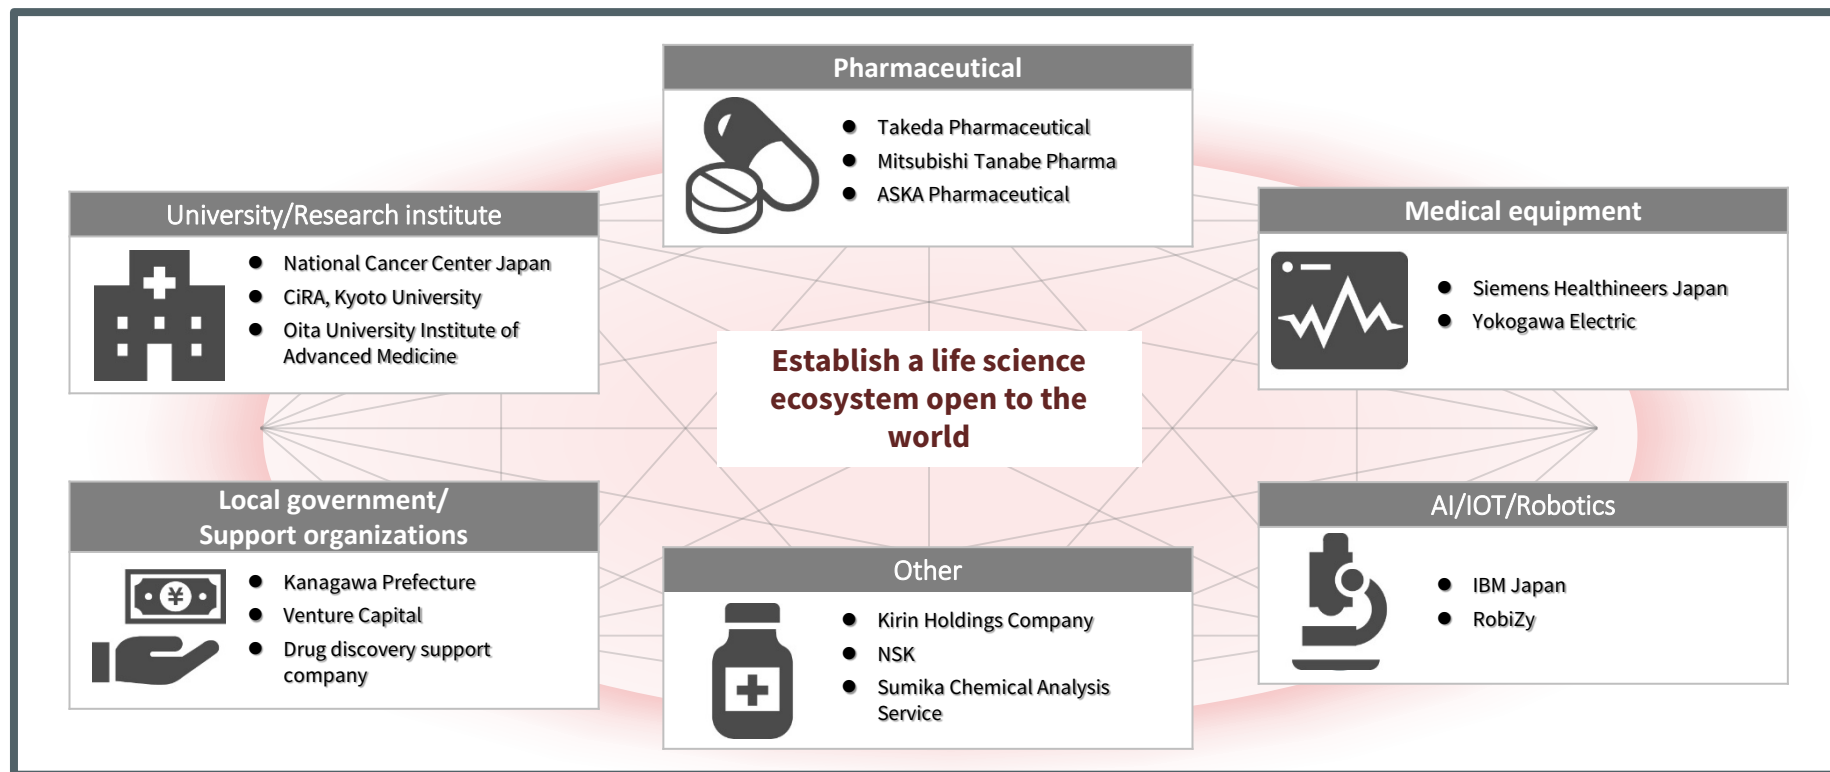 Pharmaceutical
● Takeda Pharmaceutical
● Mitsubishi Tanabe Pharma
● ASKA Pharmaceutical
University/Research institute
● National Cancer Center Japan
● CiRA, Kyoto University
● Oita University Institute of
Advanced Medicine
Medical equipment
● Siemens Healthineers Japan
● Yokogawa Electric
Establish a life science
ecosystem open to the
world
Local government/
Support organizations
¥
● Kanagawa Prefecture
● Venture Capital
● Drug discovery support
company
Other
● Kirin Holdings Company
● NSK
● Sumika Chemical Analysis
Service
AI/IOT/Robotics
● IBM Japan
● RobiZy